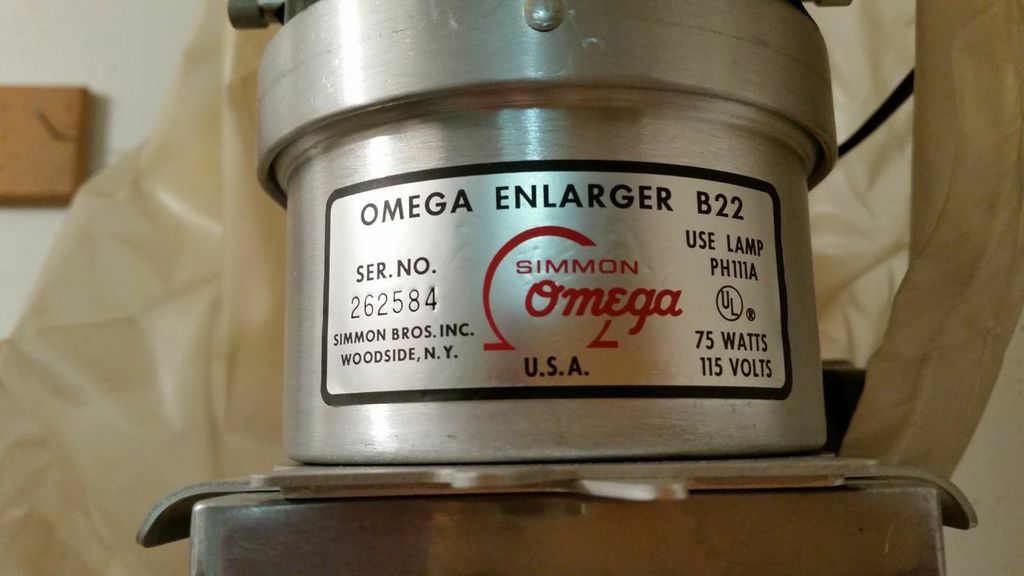 OMEGA ENLARGER B22
SER. NO.
262584
SIMMON BROS. INC.
WOODSIDE, N.Y.
SIMMON
Omega
U.S.A.
USE LAMP
PH111A
UL ®
75 WATTS
115 VOLTS